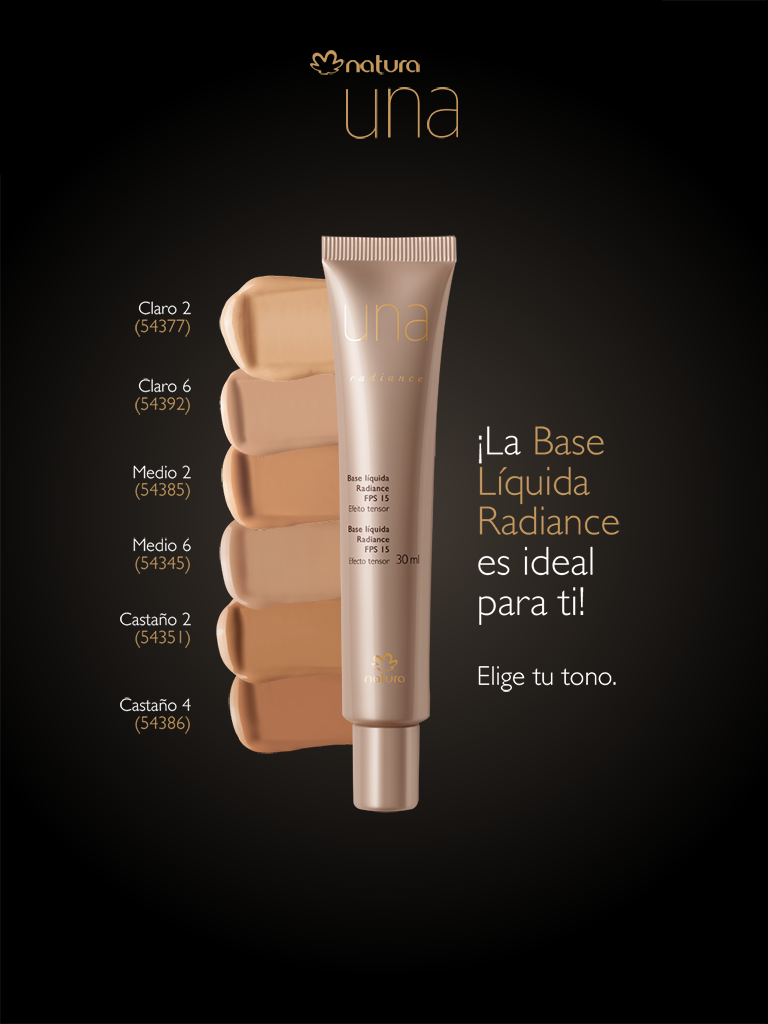 natura
una
Claro 2
(54377)
Claro 6
(54392)
Medio 2
(54385)
Medio 6
(54345)
Castaño 2
(54351)
Castaño 4
(54386)
una
radiance
Base líquida
Radiance
FPS 15
Efeito tensor
Base líquida
Radiance
FPS 15
Efecto tensor 30 ml
natura
¡La Base
Líquida
Radiance
es ideal
para ti!
Elige tu tono.